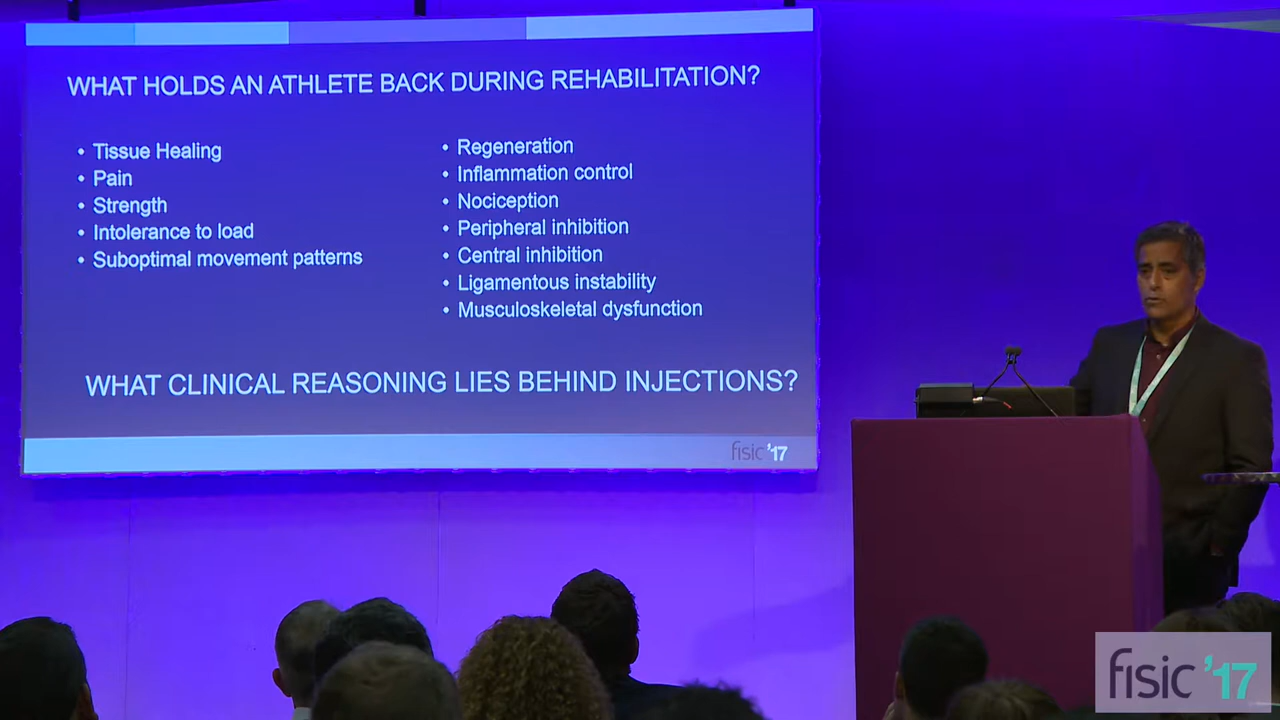 WHAT HOLDS AN ATHLETE BACK DURING REHABILITATION?
• Tissue Healing
• Pain
• Strength
• Intolerance to load
• Suboptimal movement patterns
• Regeneration
• Inflammation control
• Nociception
• Peripheral inhibition
• Central inhibition
• Ligamentous instability
• Musculoskeletal dysfunction
WHAT CLINICAL REASONING LIES BEHIND INJECTIONS?
fisic '17
fisic '17